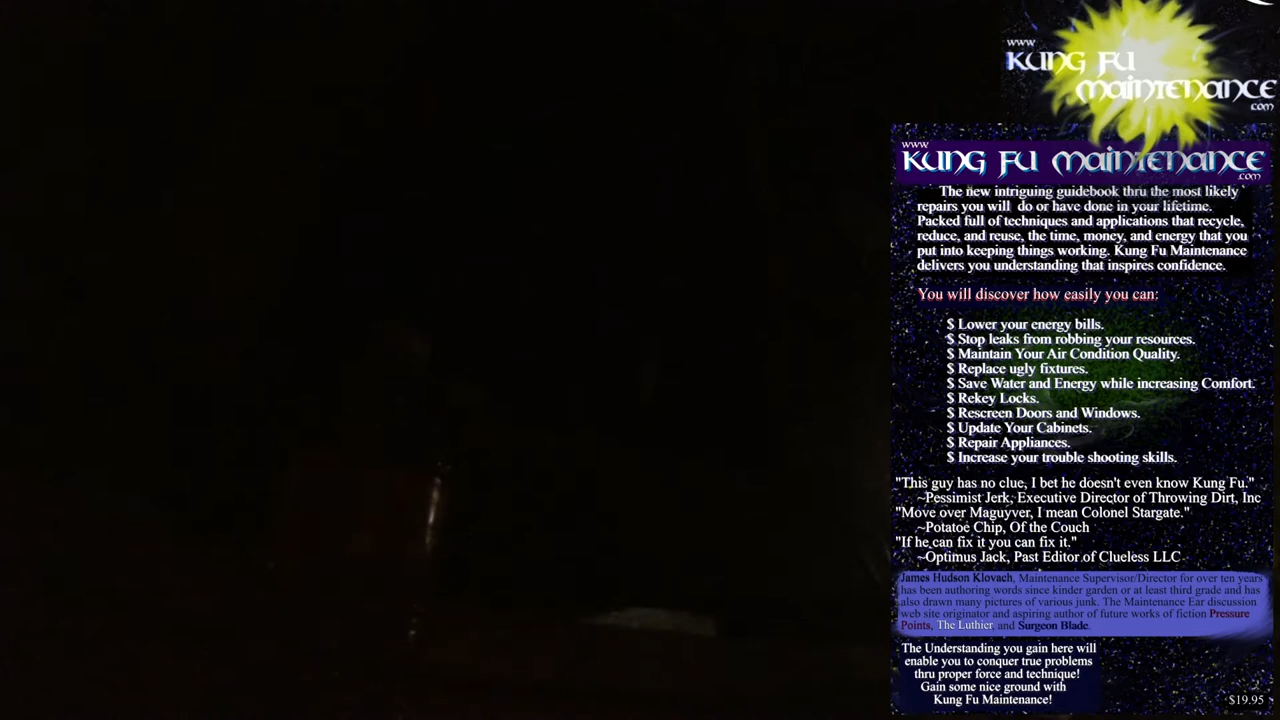 www
Kung Fu
Maintenance
.com
www.
Kung Fu Maintenance
.com
The new intriguing guidebook thru the most likely
repairs you will do or have done in your lifetime.
Packed full of techniques and applications that recycle,
reduce, and reuse, the time, money, and energy that you
put into keeping things working. Kung Fu Maintenance
delivers you understanding that inspires confidence.
You will discover how easily you can:
$ Lower your energy bills.
$ Stop leaks from robbing your resources.
$ Maintain Your Air Condition Quality.
$ Replace ugly fixtures.
$ Save Water and Energy while increasing Comfort.
$ Rekey Locks.
$ Rescreen Doors and Windows.
$ Update Your Cabinets.
$ Repair Appliances.
$ Increase your trouble shooting skills.
"This guy has no clue, I bet he doesn't even know Kung Fu."
~Pessimist Jerk, Executive Director of Throwing Dirt, Inc
"Move over Maguyver, I mean Colonel Stargate."
~Potatoe Chip, Of the Couch
"If he can fix it you can fix it."
~Optimus Jack, Past Editor of Clueless LLC
James Hudson Klovach, Maintenance Supervisor/Director for over ten years
has been authoring words since kinder garden or at least third grade and has
also drawn many pictures of various junk. The Maintenance Ear discussion
web site originator and aspiring author of future works of fiction Pressure
Points, The Luthier, and Surgeon Blade.
The Understanding you gain here will
enable you to conquer true problems
thru proper force and technique!
Gain some nice ground with
Kung Fu Maintenance!
$19.95